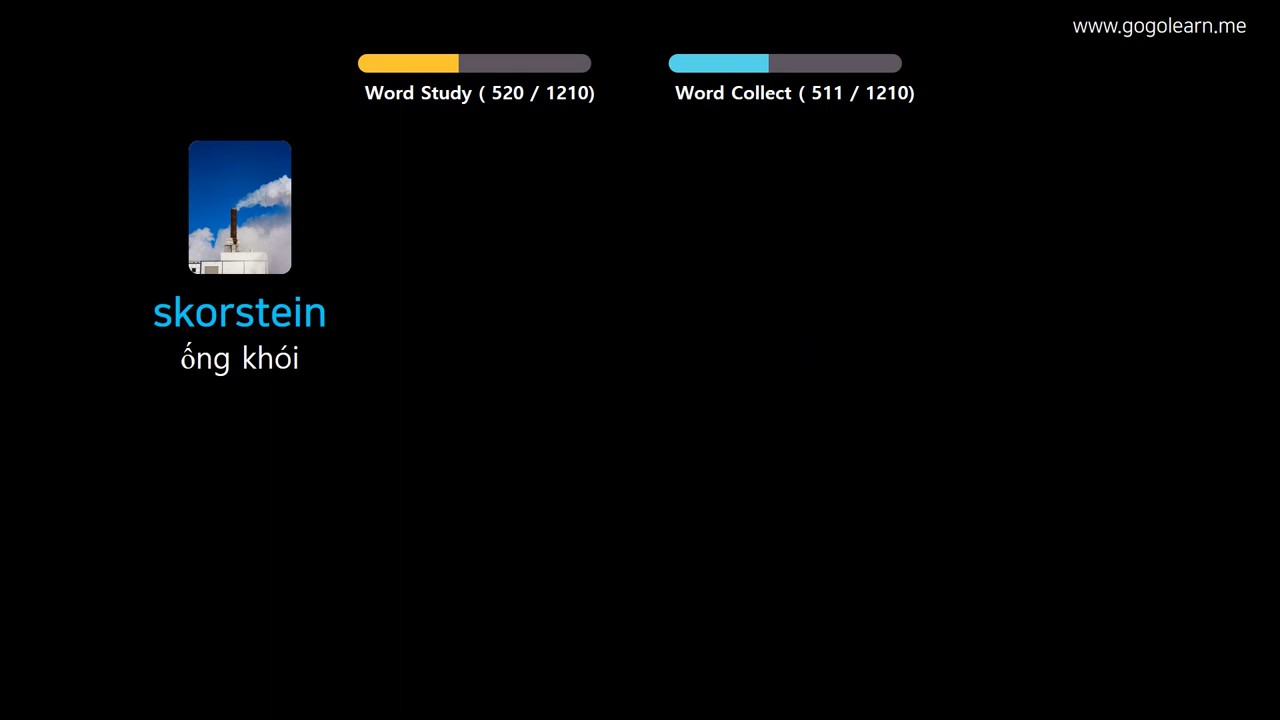 www.gogolearn.me
Word Study ( 520 / 1210)
Word Collect ( 511 / 1210)
skorstein
ống khói